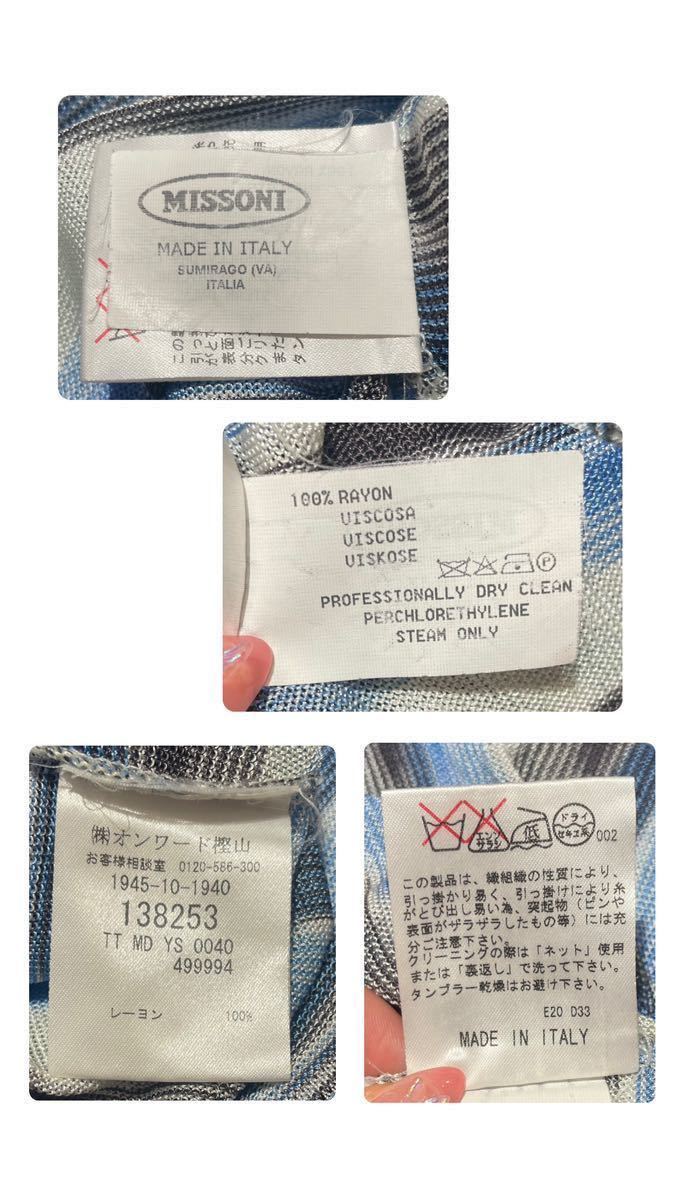 MISSONI
MADE IN ITALY
SUMIRAGO (VA)
ITALIA
100% RAYON
VISCOSA
VISCOSE
VISKOSE
P
PROFESSIONALLY DRY CLEAN
PERCHLORETHYLENE
STEAM ONLY
㈱オンワード樫山
お客様相談室 0120-586-300
1945-10-1940
138253
TT MD YS 0040
499994
レーヨン 100%
エンソ
サラシ
低
ドライ
セキユ系
002
この製品は、繊組織の性質により、
引っ掛かり易く、引っ掛けにより糸
がとび出し易い為、突起物(ピンや
表面がザラザラしたもの等)には充
分ご注意下さい。
クリーニングの際は「ネット」使用
または「裏返し」で洗って下さい。
タンブラー乾燥はお避け下さい。
E20 D33
MADE IN ITALY